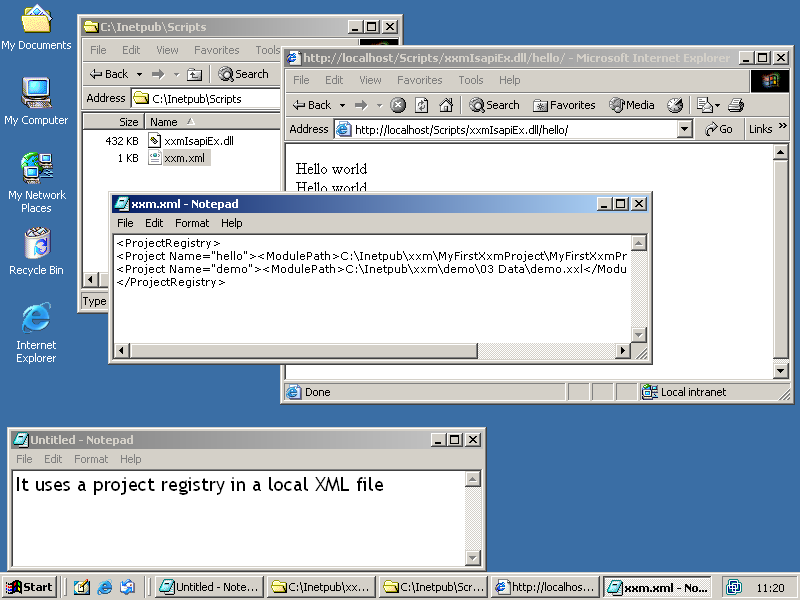 My Documents
My Computer
My Network
Places
Recycle Bin
Internet
Explorer
C:\Inetpub\Scripts
File Edit View Favorites Tools
Back Search
Address C:\Inetpub\Scripts
Size Name
432 KB xxmIsapiEx.dll
1 KB xxm.xml
Type
http://localhost/Scripts/xxmIsapiEx.dll/hello/ - Microsoft Internet Explorer
File Edit View Favorites Tools Help
Back Search Favorites Media
Address http://localhost/Scripts/xxmIsapiEx.dll/hello/ Go Links »
Hello world
Hello world
Done Local intranet
xxm.xml - Notepad
File Edit Format Help
<ProjectRegistry>
<Project Name="hello"><ModulePath>C:\Inetpub\xxm\MyFirstXxmProject\MyFirstXxmPr
<Project Name="demo"><ModulePath>C:\Inetpub\xxm\demo\03 Data\demo.xxl</Modu
</ProjectRegistry>
Untitled - Notepad
File Edit Format Help
It uses a project registry in a local XML file
Start Untitled - Note... C:\Inetpub\xx... C:\Inetpub\Scr... http://localhos... xxm.xml - No... 11:20